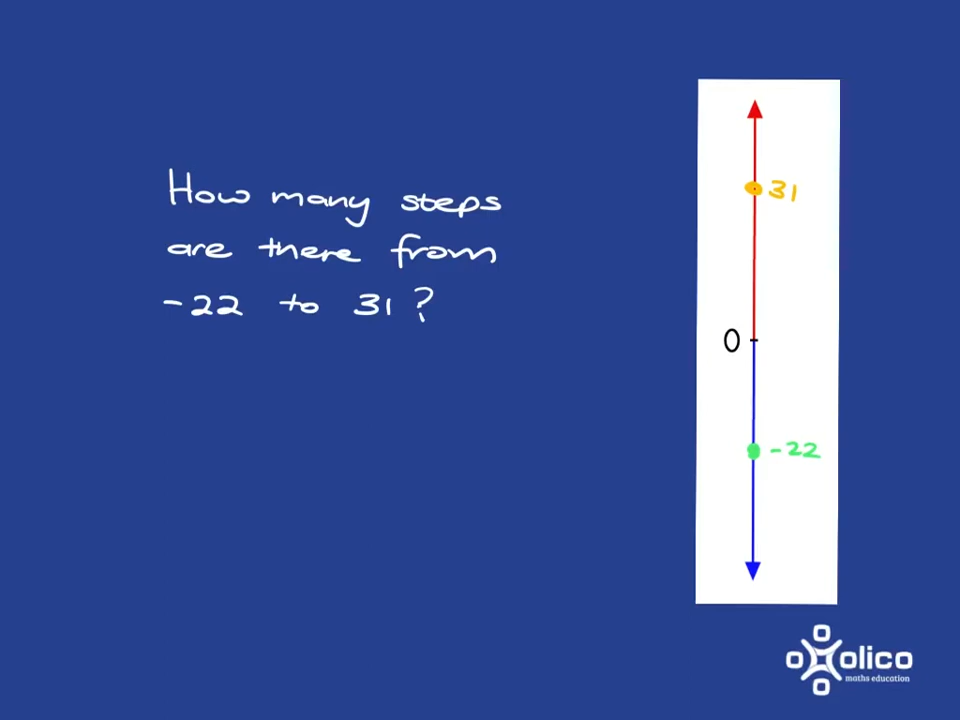 How many steps
are there from
-22 to 31?
31
0
-22
olico
maths education